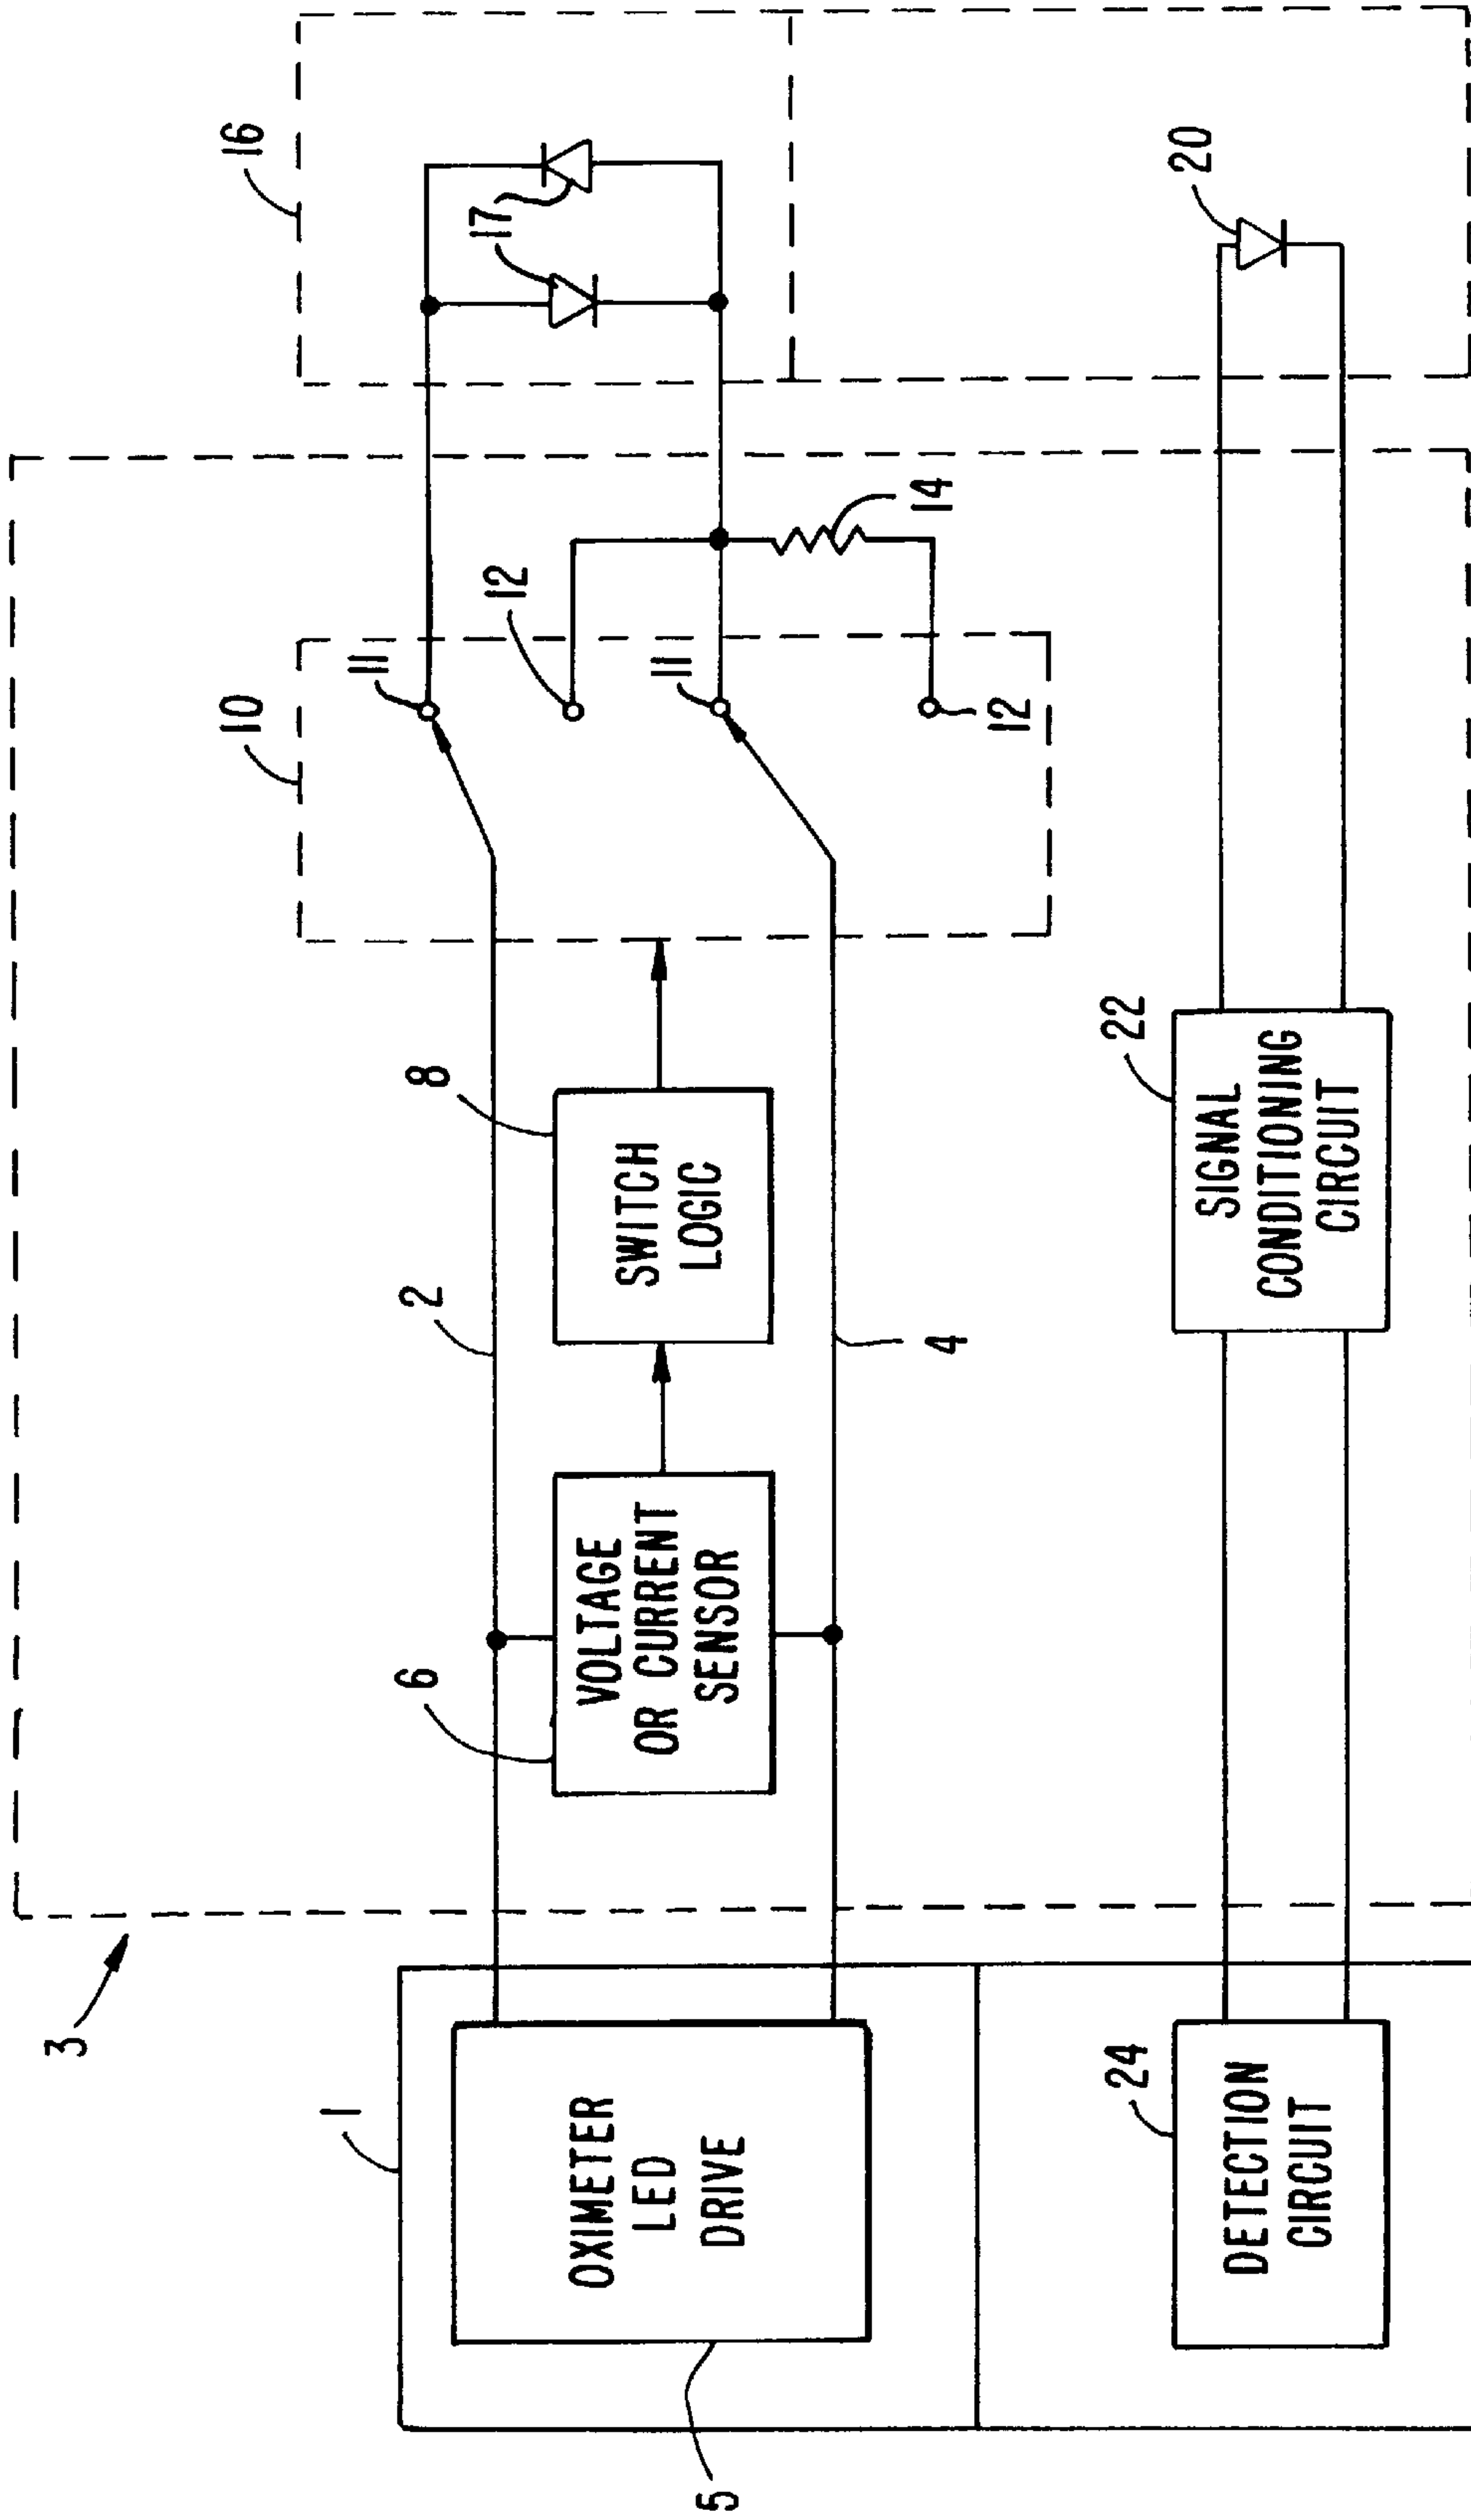 3
1
OXIMETER
LED
DRIVE
5
6
VOLTAGE
OR CURRENT
SENSOR
2
8
SWITCH
LOGIC
4
10
11
12
11
12
14
16
17
24
DETECTION
CIRCUIT
22
SIGNAL
CONDITIONING
CIRCUIT
20